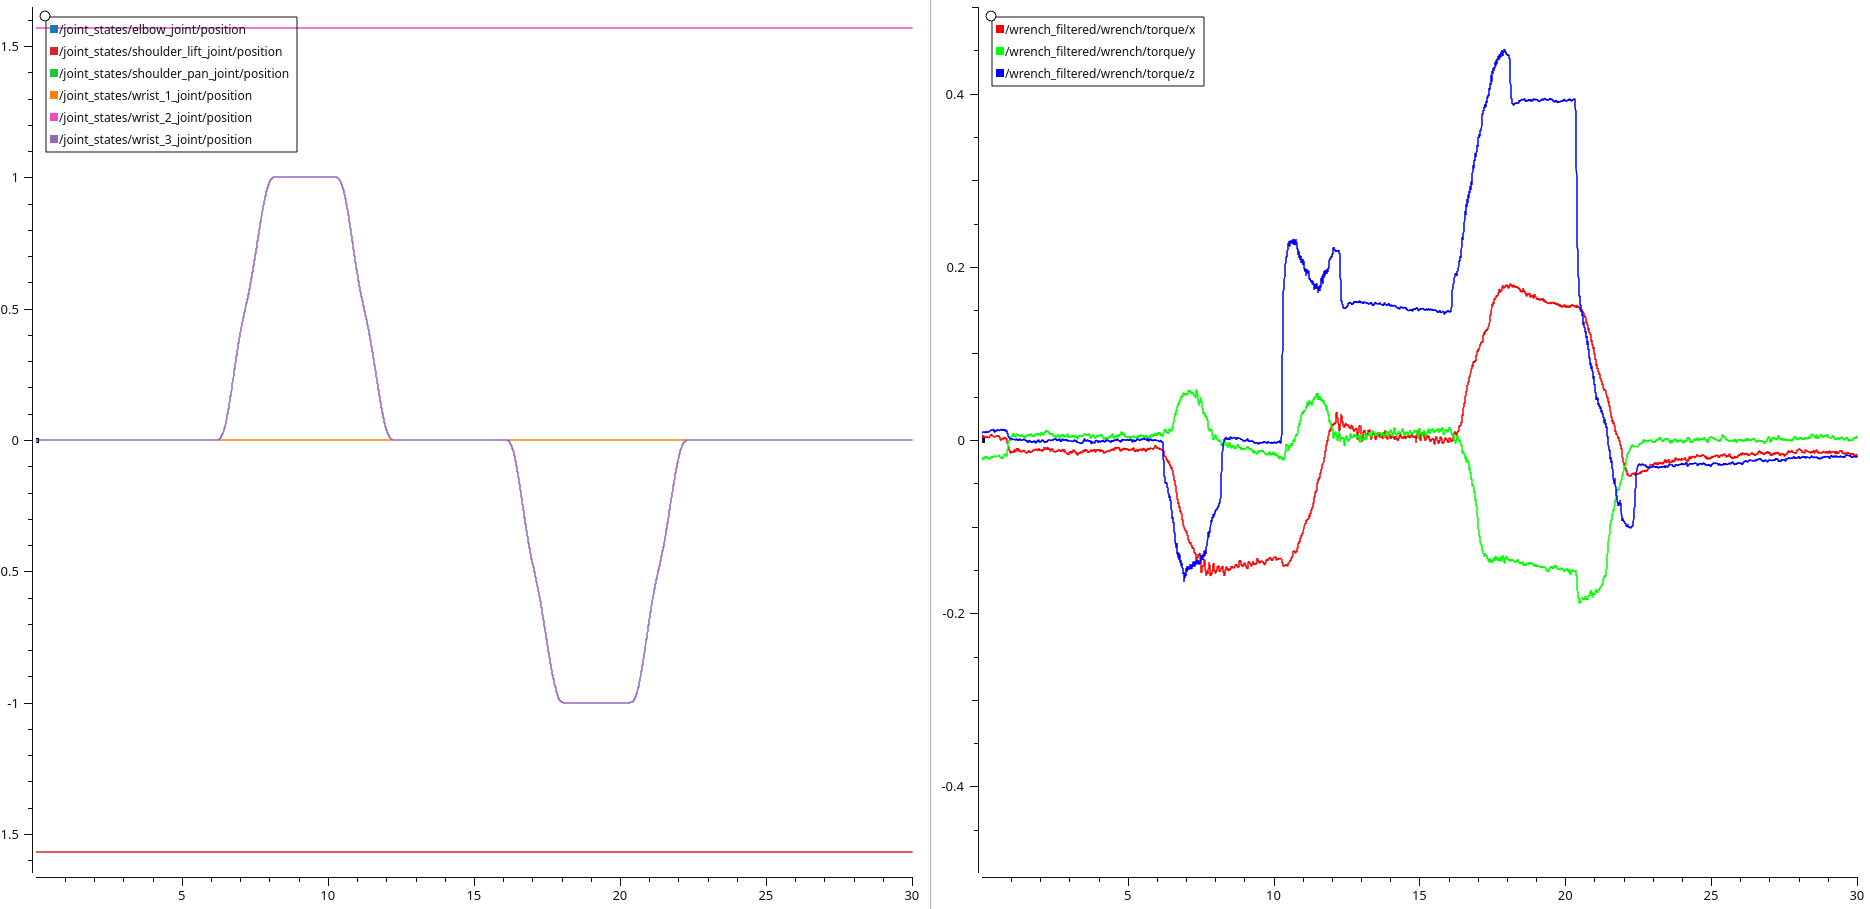 /joint_states/elbow_joint/position
/joint_states/shoulder_lift_joint/position
/joint_states/shoulder_pan_joint/position
/joint_states/wrist_1_joint/position
/joint_states/wrist_2_joint/position
/joint_states/wrist_3_joint/position
1.5
1
0.5
0
0.5
-1
1.5
5
10
15
20
25
30
/wrench_filtered/wrench/torque/x
/wrench_filtered/wrench/torque/y
/wrench_filtered/wrench/torque/z
0.4
0.2
0
-0.2
-0.4
5
10
15
20
25
30